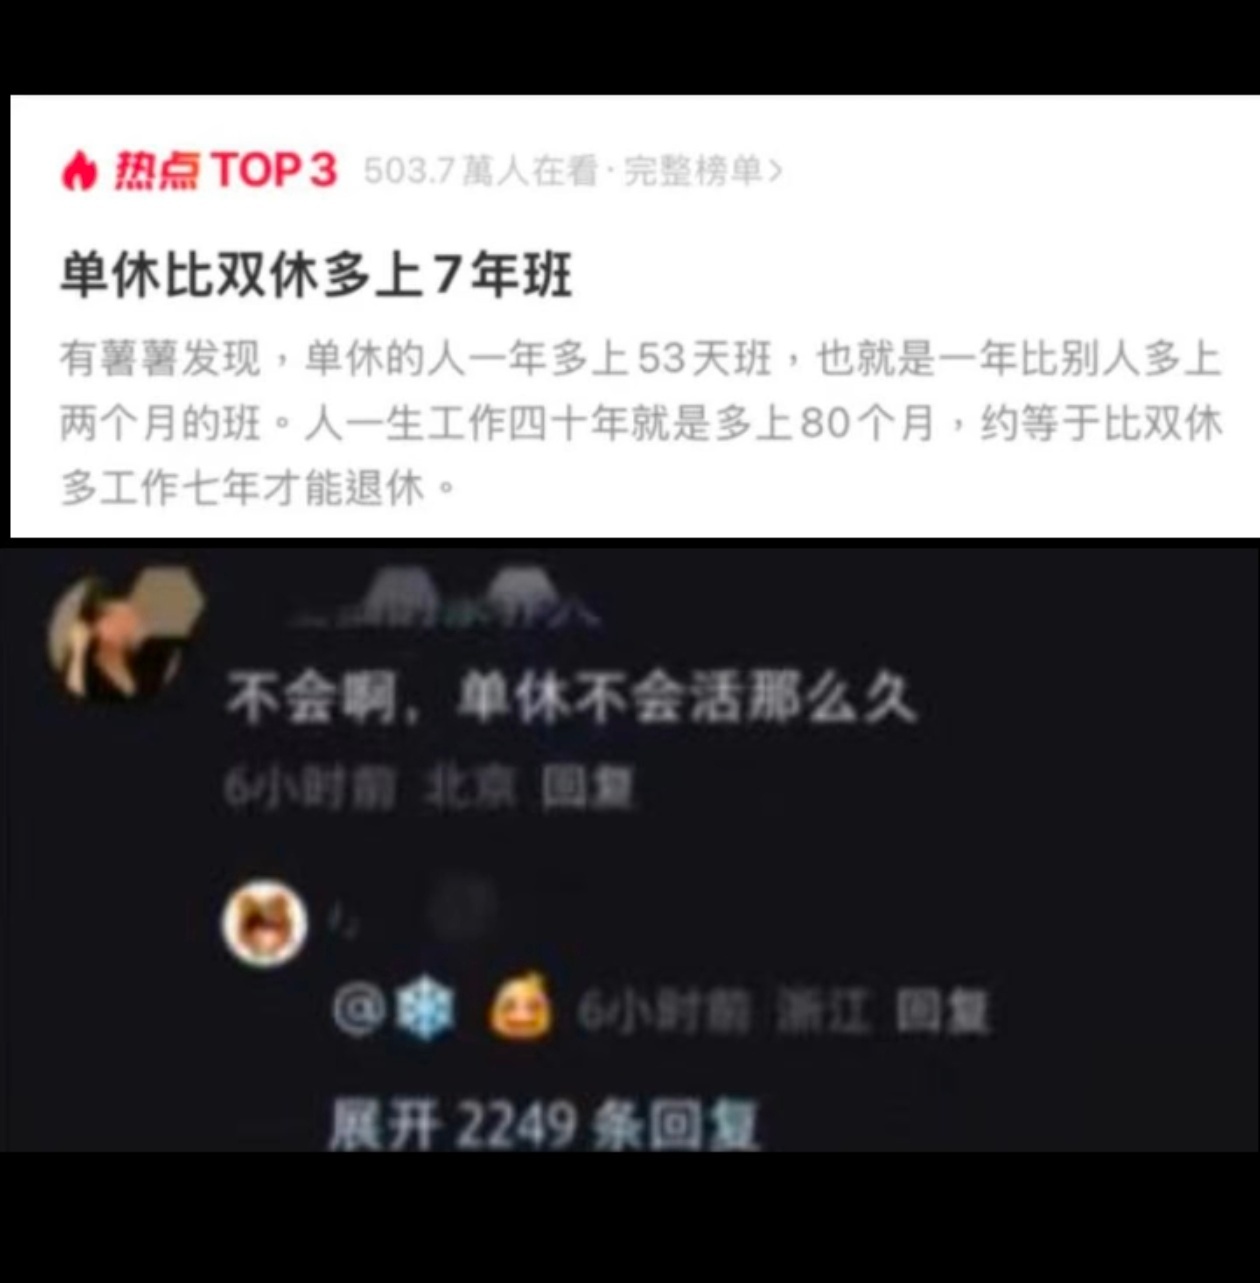 热点 TOP 3 503.7萬人在看·完整榜单>
单休比双休多上7年班
有薯薯发现，单休的人一年多上53天班，也就是一年比别人多上
两个月的班。人一生工作四十年就是多上80个月，约等于比双休
多工作七年才能退休。
不会啊，单休不会活那么久
6小时前 北京 回复
@❄️ 6小时前 浙江 回复
展开 2249 条回复